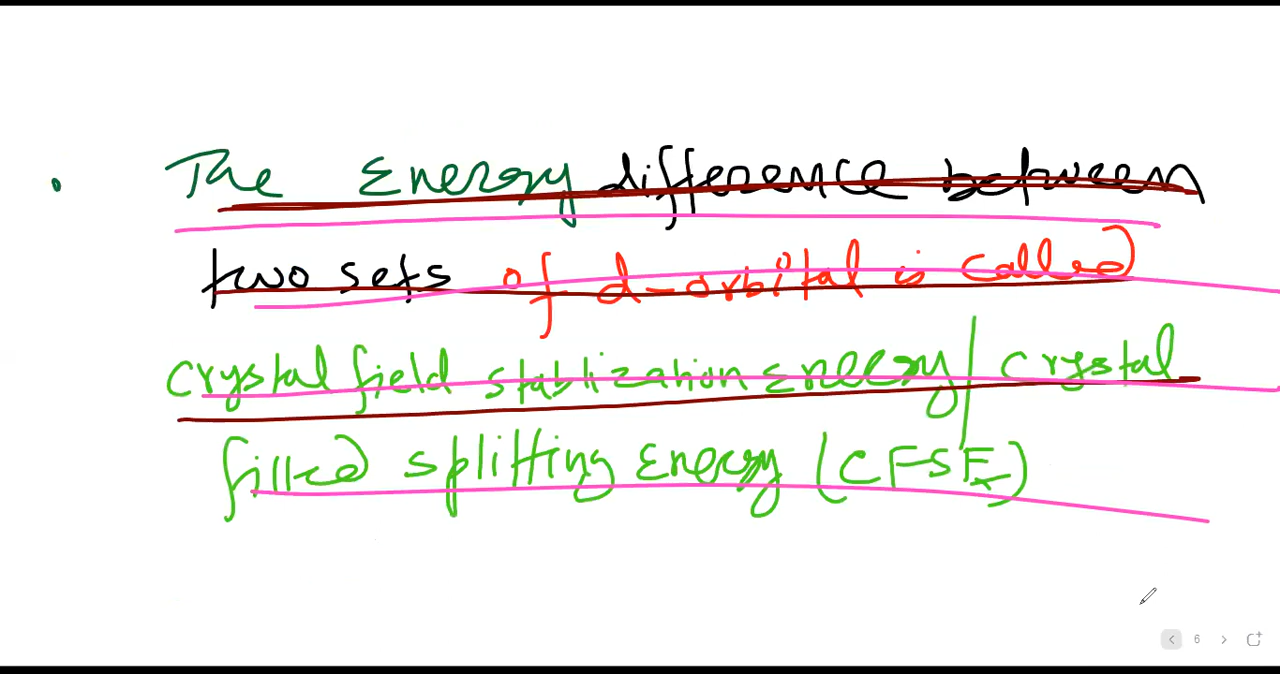 The Energy difference between
two sets of d-orbital is called
crystal field stablization energy/ crystal
filled splitting Energy (CFSE)
6